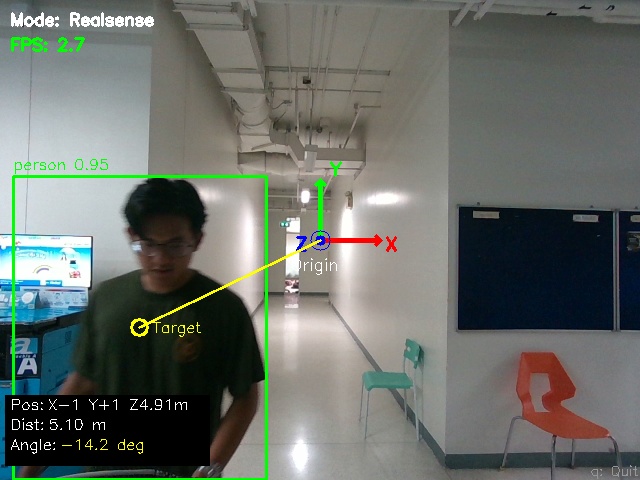 Mode: Realsense
FPS: 2.7
person 0.95
Y
Z
X
Origin
Target
A
Pos: X-1 Y+1 Z4.91m
Dist: 5.10 m
Angle: -14.2 deg
q: Quit